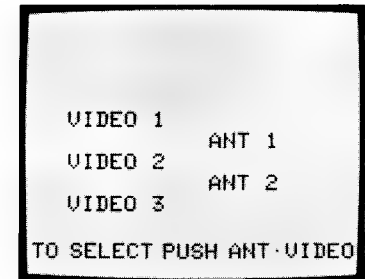 VIDEO 1
ANT 1
VIDEO 2
ANT 2
VIDEO 3
TO SELECT PUSH ANT·VIDEO